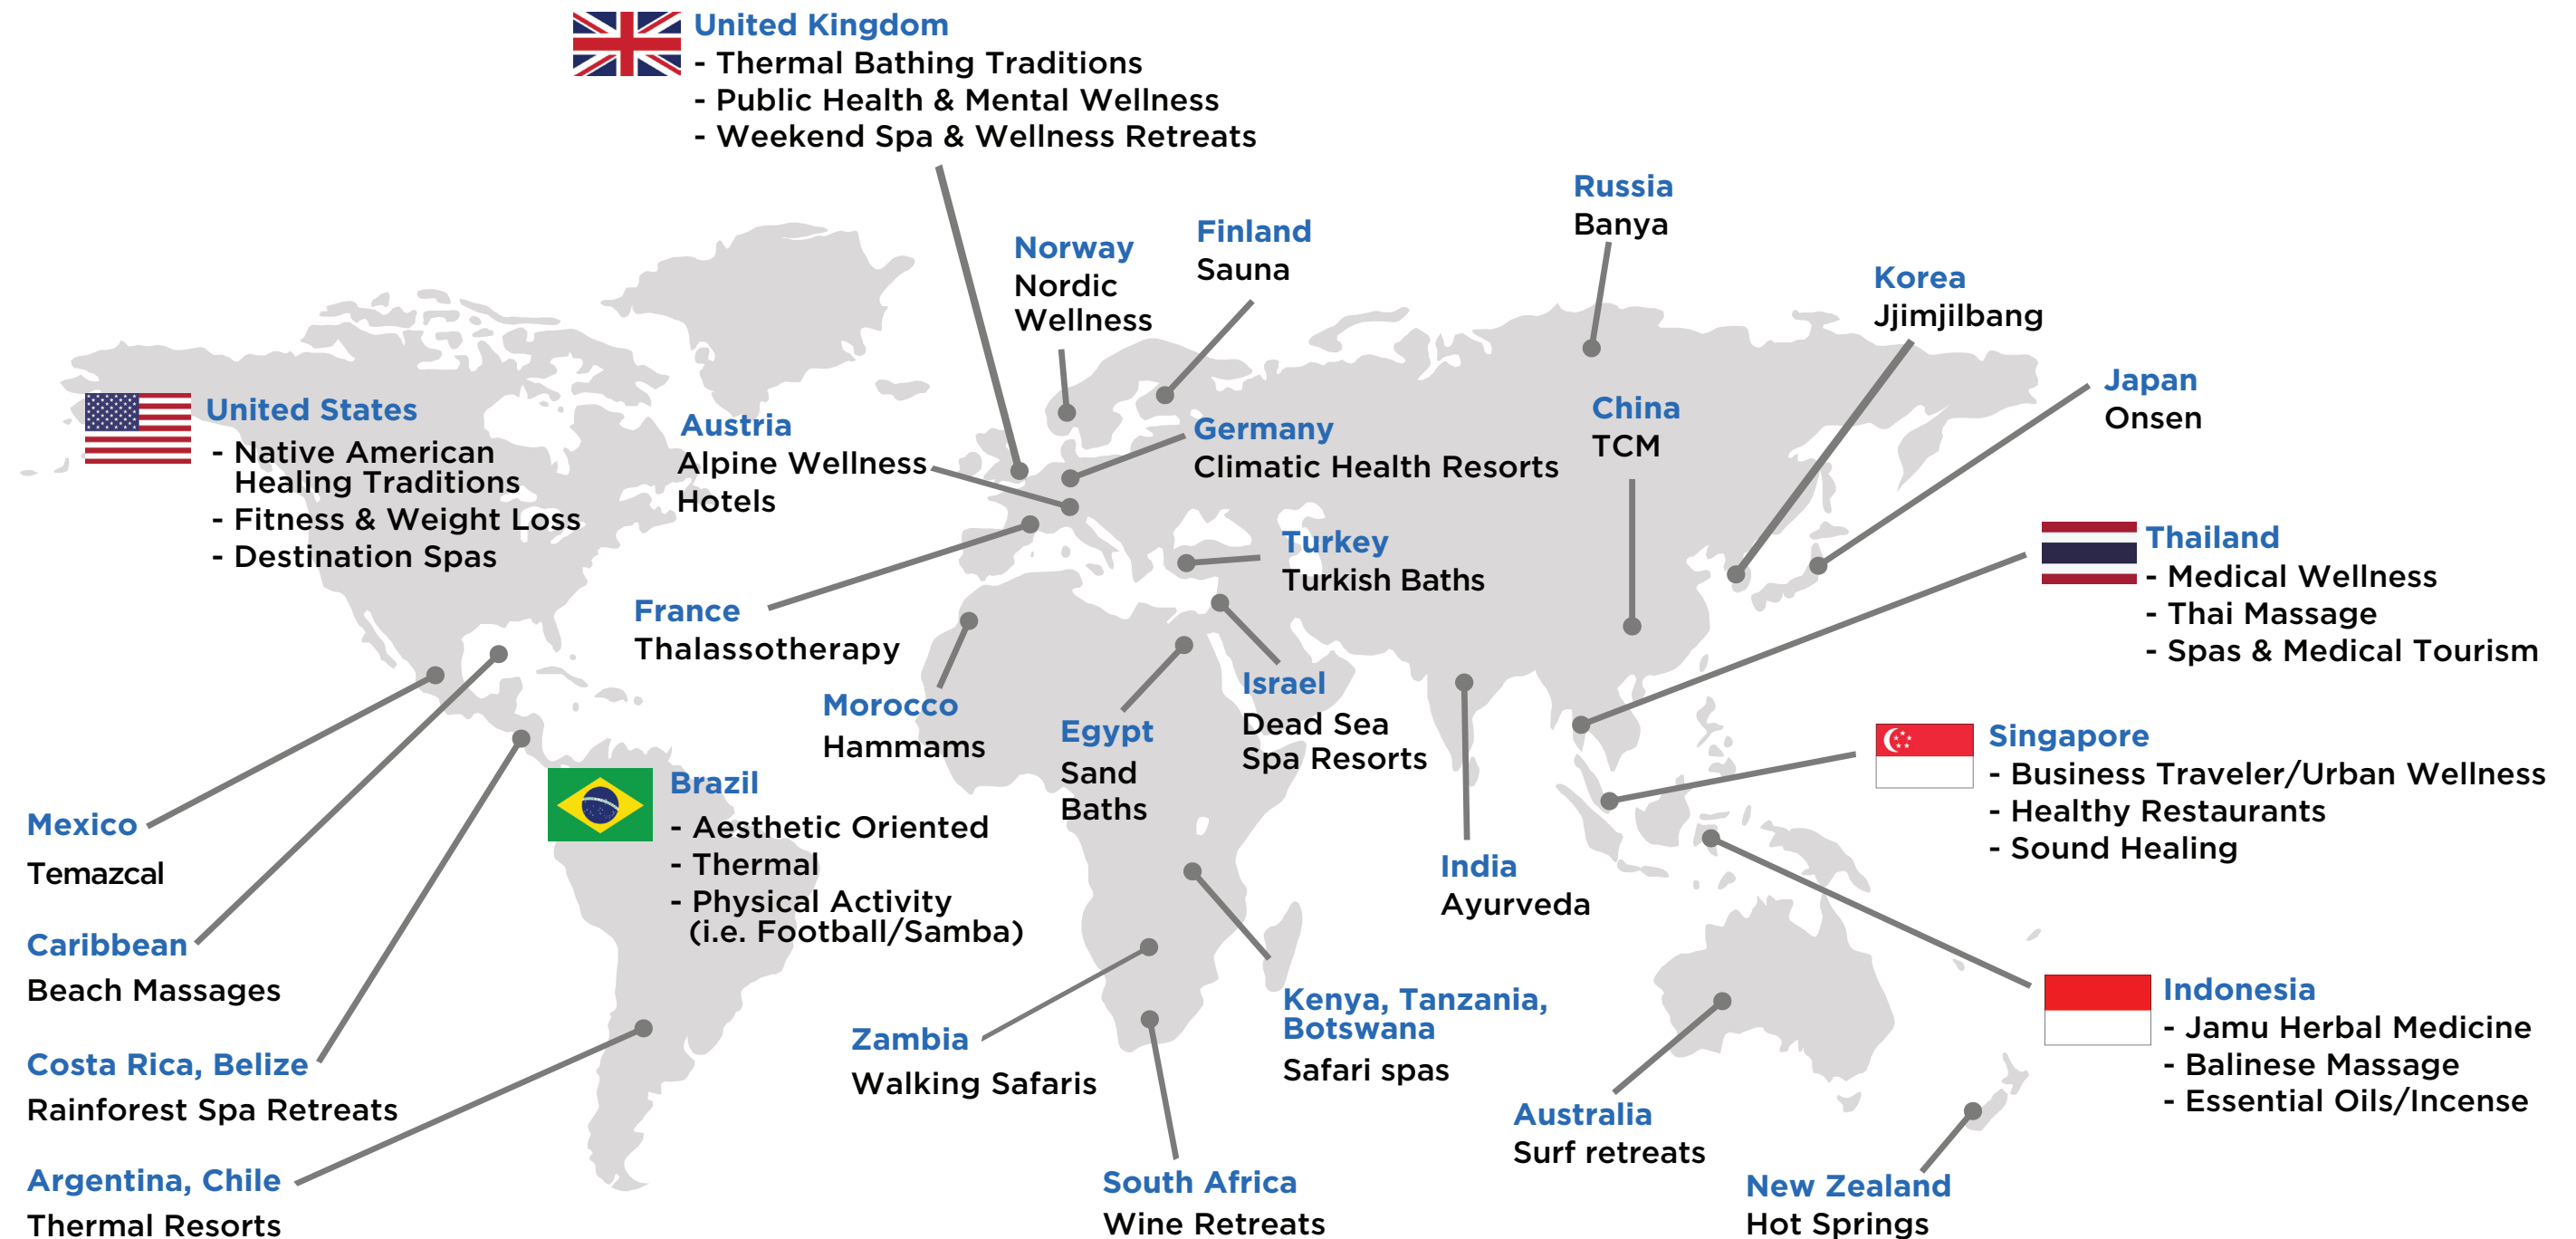 United Kingdom
- Thermal Bathing Traditions
- Public Health & Mental Wellness
- Weekend Spa & Wellness Retreats
Norway
Nordic
Wellness
Finland
Sauna
Russia
Banya
Korea
Jjimjilbang
Japan
Onsen
United States
- Native American
Healing Traditions
- Fitness & Weight Loss
- Destination Spas
Austria
Alpine Wellness
Hotels
Germany
Climatic Health Resorts
China
TCM
Turkey
Turkish Baths
Thailand
- Medical Wellness
- Thai Massage
- Spas & Medical Tourism
France
Thalassotherapy
Morocco
Hammams
Egypt
Sand
Baths
Israel
Dead Sea
Spa Resorts
Singapore
- Business Traveler/Urban Wellness
- Healthy Restaurants
- Sound Healing
Brazil
- Aesthetic Oriented
- Thermal
- Physical Activity
(i.e. Football/Samba)
India
Ayurveda
Mexico
Temazcal
Caribbean
Beach Massages
Costa Rica, Belize
Rainforest Spa Retreats
Argentina, Chile
Thermal Resorts
Zambia
Walking Safaris
Kenya, Tanzania,
Botswana
Safari spas
South Africa
Wine Retreats
Australia
Surf retreats
New Zealand
Hot Springs
Indonesia
- Jamu Herbal Medicine
- Balinese Massage
- Essential Oils/Incense